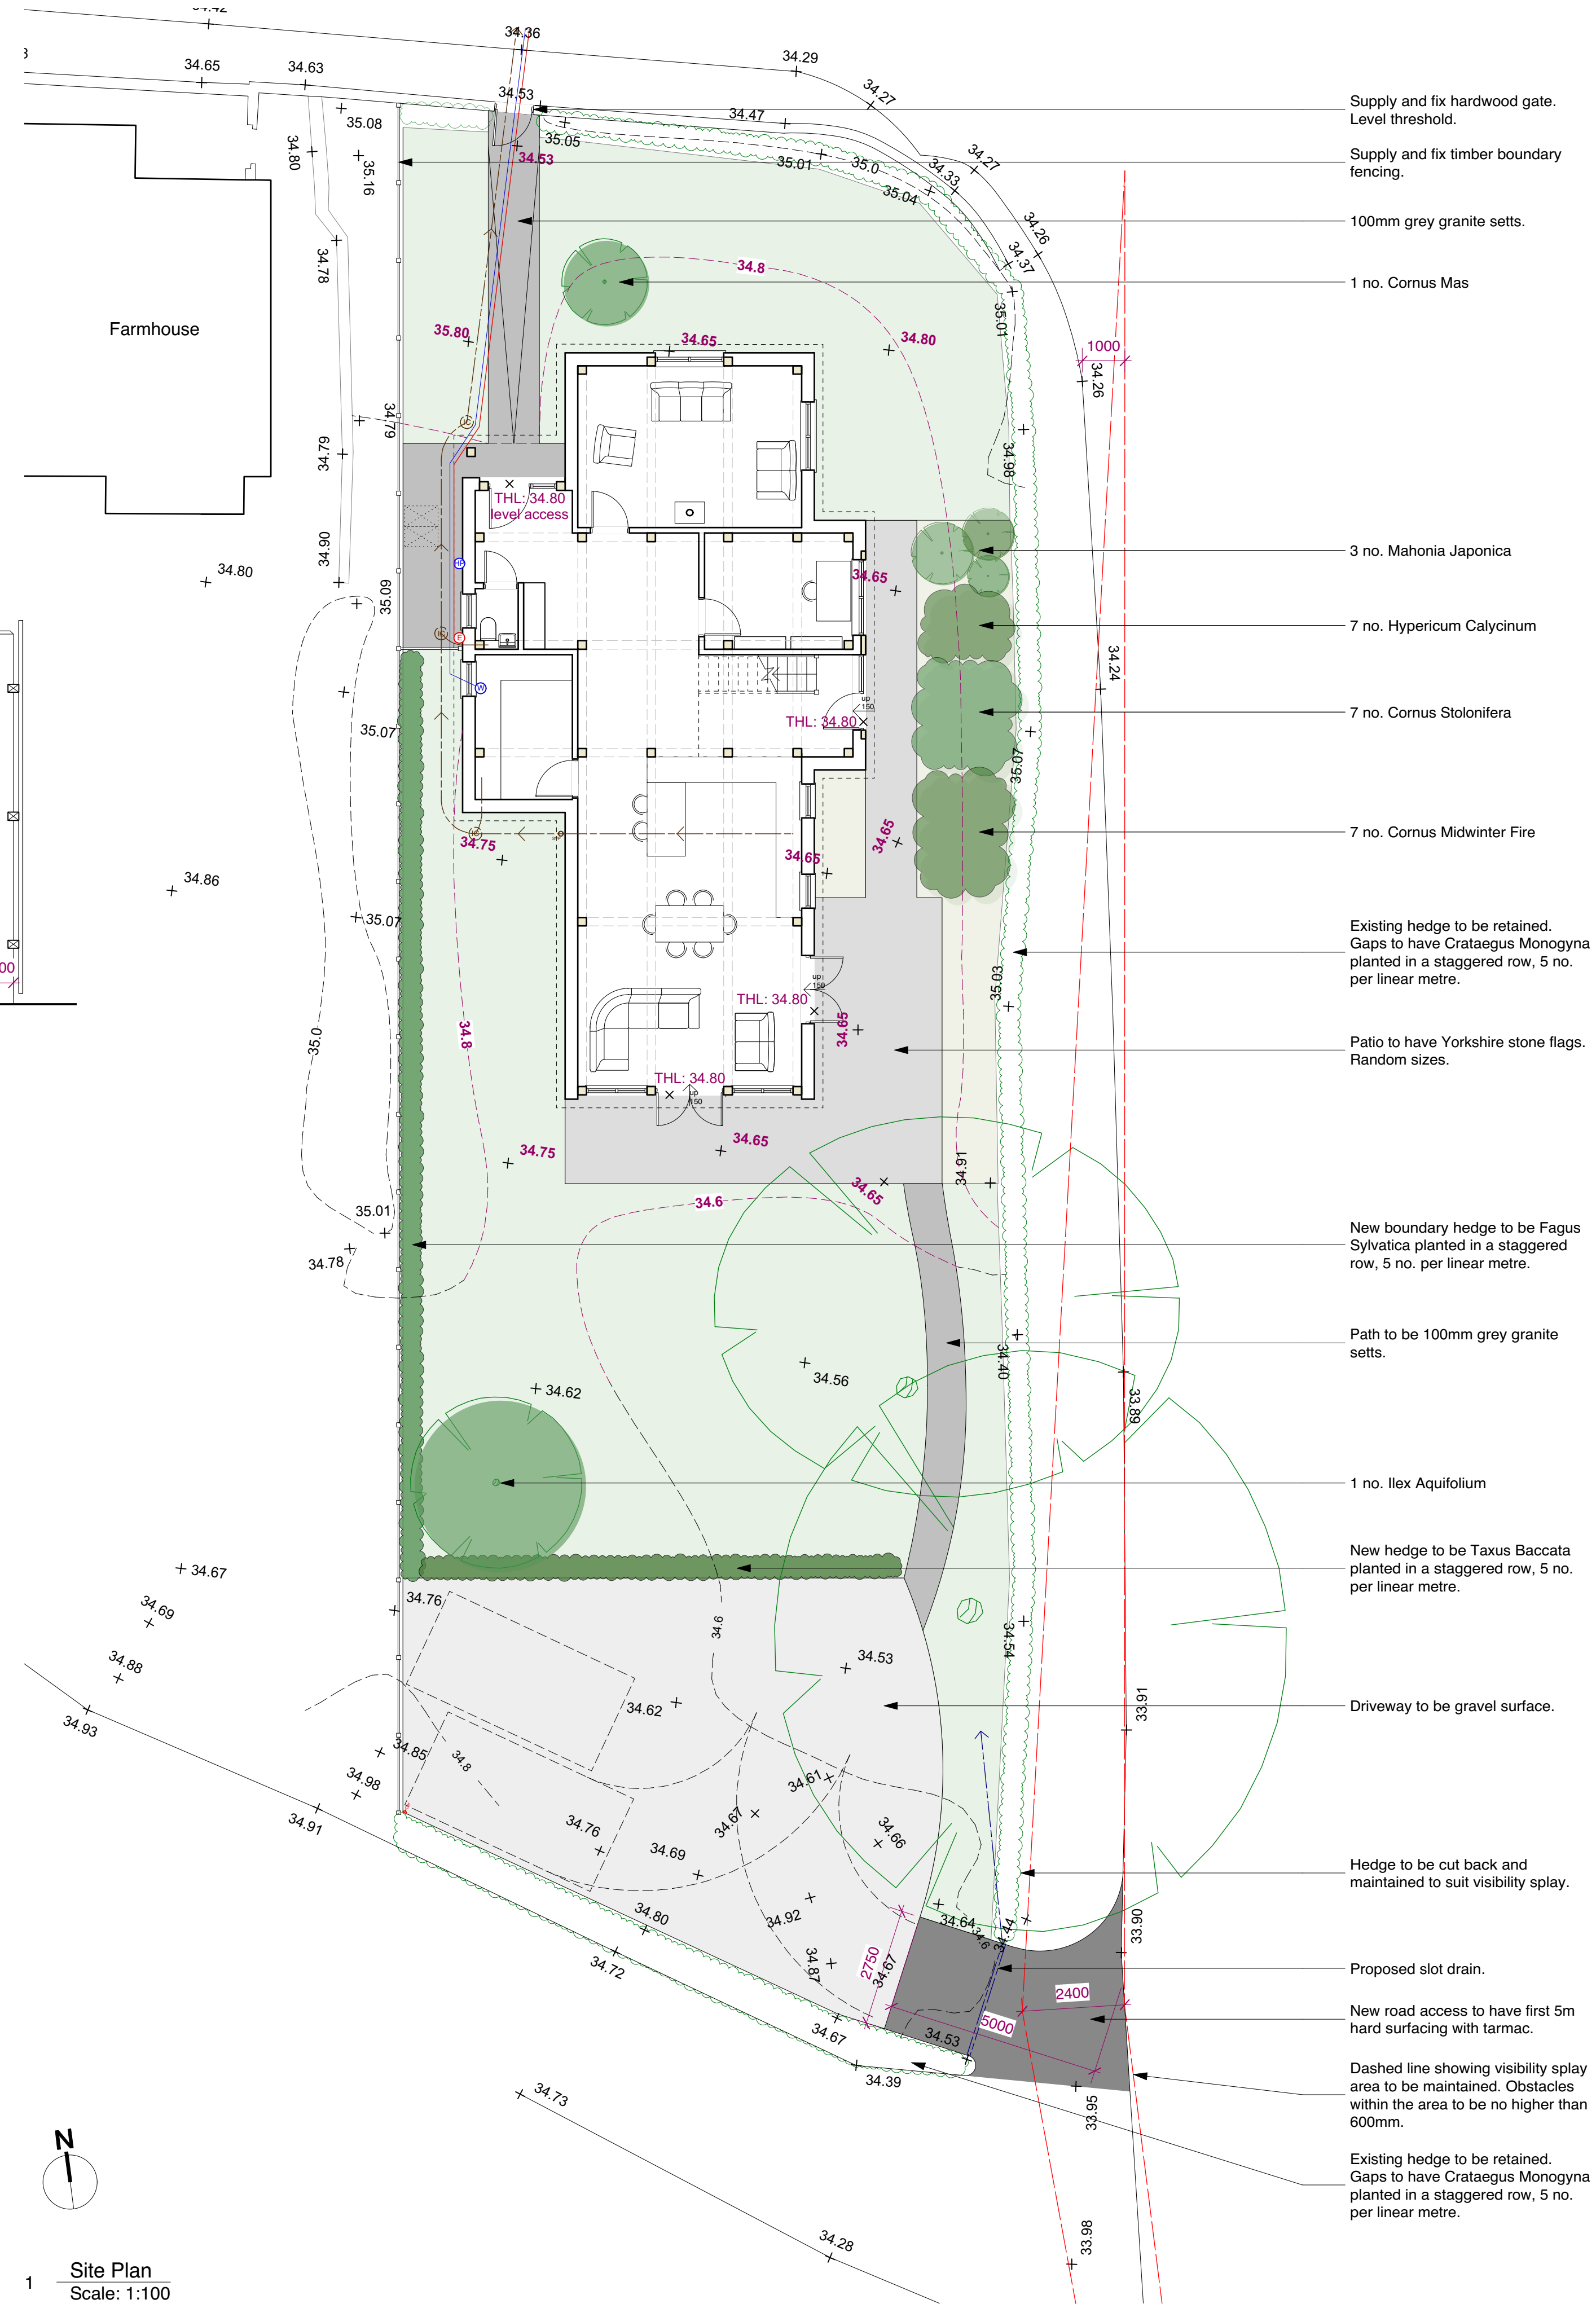 34.36
34.29
34.65
34.63
34.27
34.53
34.47
Supply and fix hardwood gate.
Level threshold.
35.08
34.80
35.05
35.16
34.53
35.01
35.0
34.33
34.27
Supply and fix timber boundary
fencing.
35.04
100mm grey granite setts.
34.26
34.37
34.78
34.8
1 no. Cornus Mas
Farmhouse
35.80
34.65
34.80
35.01
1000
34.26
34.79
34.79
34.98
IC
THL: 34.80
level access
34.90
34.80
35.09
HP
34.65
3 no. Mahonia Japonica
IC
E
7 no. Hypericum Calycinum
34.24
W
up
150
THL: 34.80
7 no. Cornus Stolonifera
35.07
35.07
IC
34.75
34.65
34.65
7 no. Cornus Midwinter Fire
34.86
35.07
Existing hedge to be retained.
Gaps to have Crataegus Monogyna
planted in a staggered row, 5 no.
per linear metre.
00
up
150
THL: 34.80
35.03
35.0
34.8
34.65
Patio to have Yorkshire stone flags.
Random sizes.
THL: 34.80
up
150
34.75
34.65
34.65
34.91
34.6
35.01
34.78
New boundary hedge to be Fagus
Sylvatica planted in a staggered
row, 5 no. per linear metre.
34.40
Path to be 100mm grey granite
setts.
34.62
34.56
33.89
1 no. Ilex Aquifolium
New hedge to be Taxus Baccata
planted in a staggered row, 5 no.
per linear metre.
34.67
34.69
34.76
34.6
34.54
34.88
34.53
34.93
34.62
33.91
Driveway to be gravel surface.
34.85
34.8
34.98
34.61
34.91
34.76
34.67
34.66
34.69
Hedge to be cut back and
maintained to suit visibility splay.
34.80
34.92
34.64
34.6
34.44
33.90
34.72
34.87
2750
34.67
Proposed slot drain.
2400
5000
New road access to have first 5m
hard surfacing with tarmac.
34.67
34.53
34.39
34.73
33.95
Dashed line showing visibility splay
area to be maintained. Obstacles
within the area to be no higher than
600mm.
N
Existing hedge to be retained.
Gaps to have Crataegus Monogyna
planted in a staggered row, 5 no.
per linear metre.
34.28
33.98
1
Site Plan
Scale: 1:100